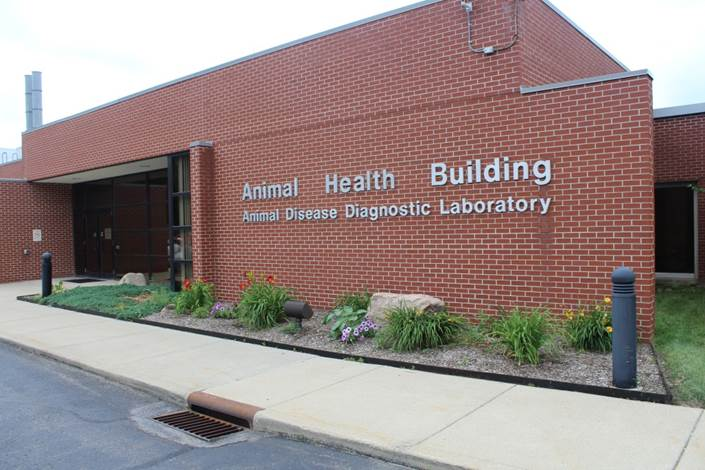 Animal Health Building
Animal Disease Diagnostic Laboratory